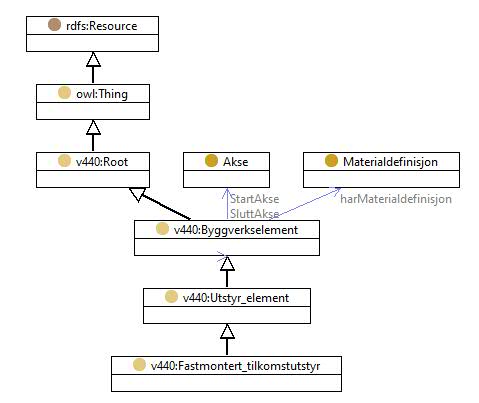 rdfs:Resource
owl:Thing
v440:Root
Akse
Materialdefinisjon
StartAkse
SluttAkse
harMaterialdefinisjon
v440:Byggverkselement
v440:Utstyr_element
v440:Fastmontert_tilkomstutstyr